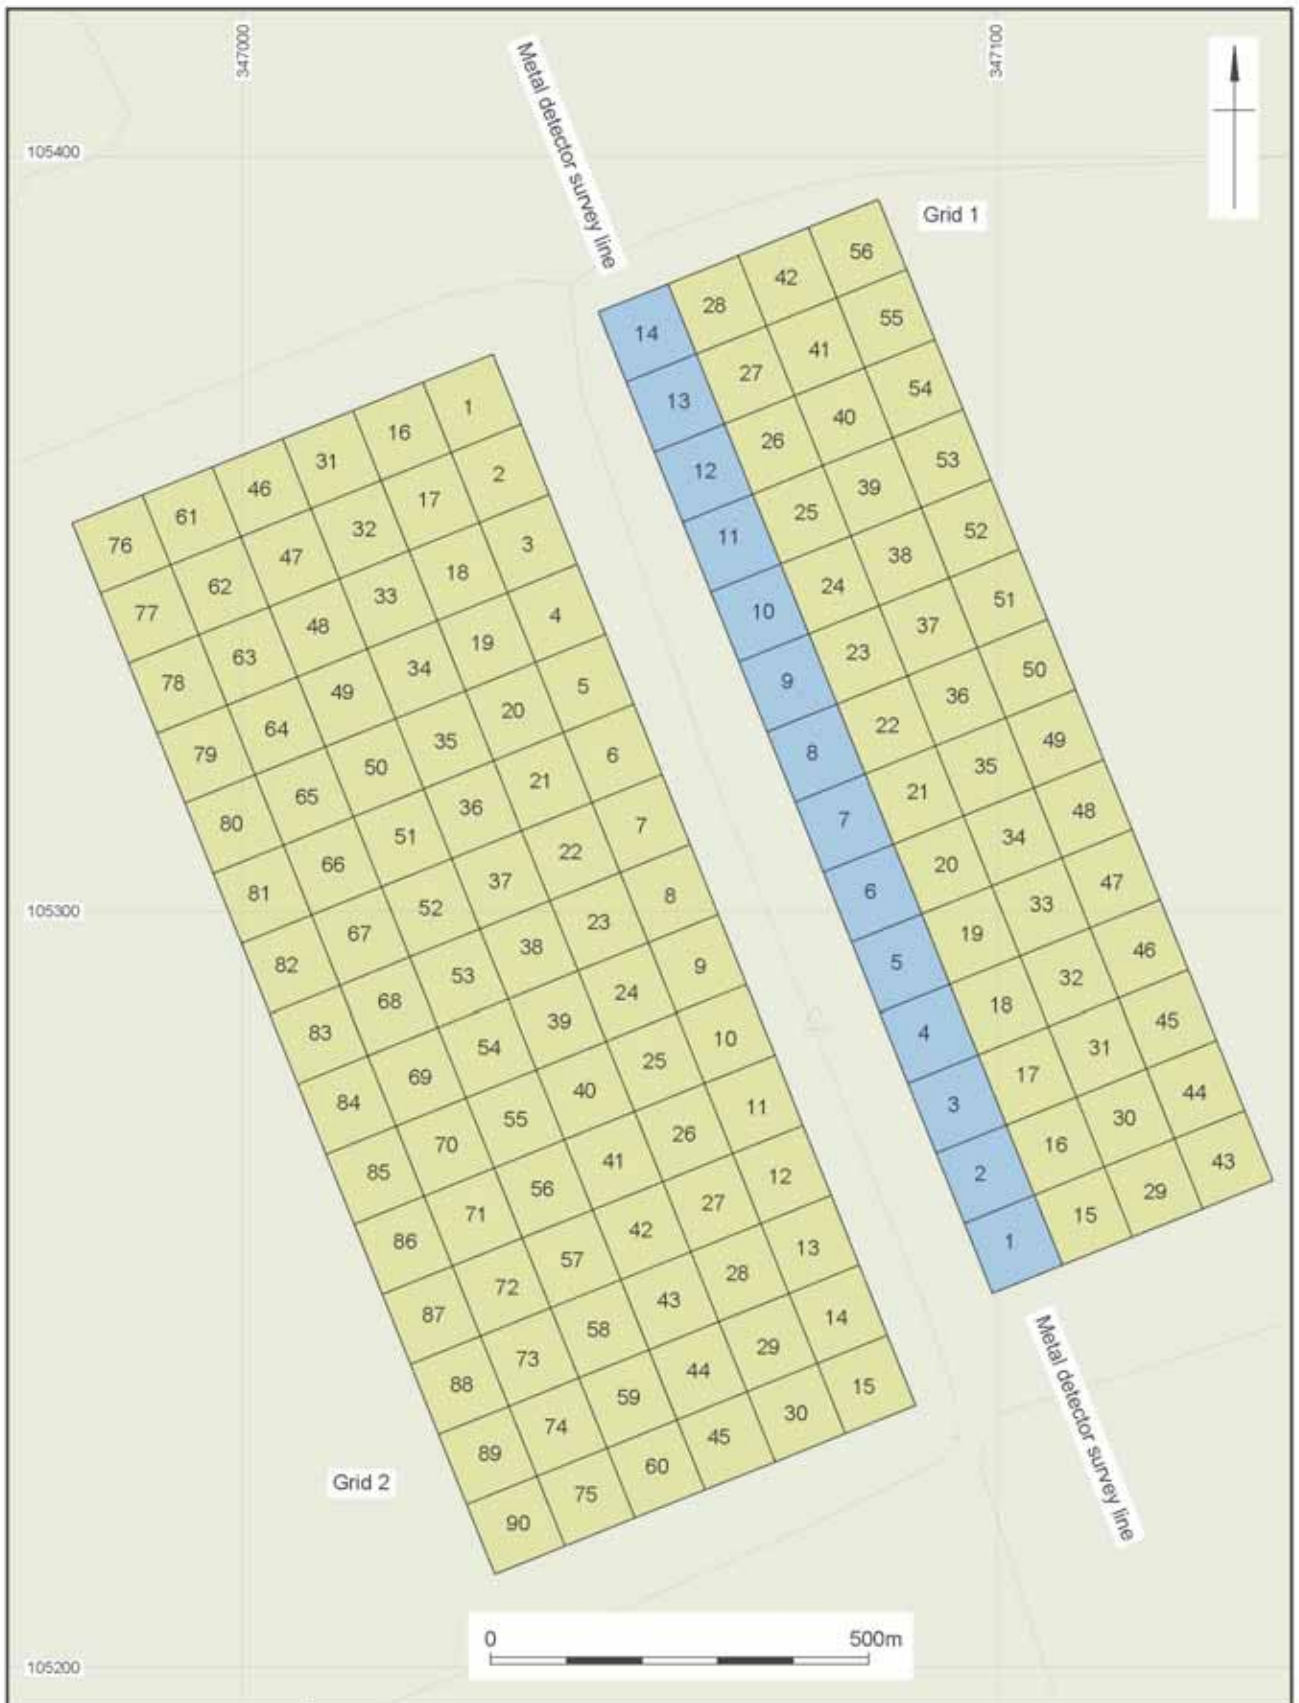 347000
347100
105400
105300
105200
Metal detector survey line
Grid 1
14 28 42 56
13 27 41 55
12 26 40 54
11 25 39 53
10 24 38 52
9 23 37 51
8 22 36 50
7 21 35 49
6 20 34 48
5 19 33 47
4 18 32 46
3 17 31 45
2 16 30 44
1 15 29 43
Metal detector survey line
76 61 46 31 16 1
77 62 47 32 17 2
78 63 48 33 18 3
79 64 49 34 19 4
80 65 50 35 20 5
81 66 51 36 21 6
82 67 52 37 22 7
83 68 53 38 23 8
84 69 54 39 24 9
85 70 55 40 25 10
86 71 56 41 26 11
87 72 57 42 27 12
88 73 58 43 28 13
89 74 59 44 29 14
90 75 60 45 30 15
Grid 2
0 500m